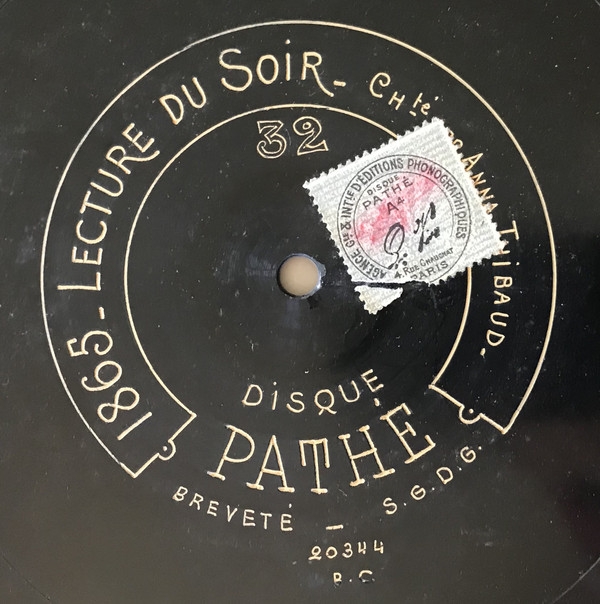 1865 - LECTURE DU SOIR - CHté ANNA THIBAUD.
32
AGENCE Gle & INTle D'ÉDITIONS PHONOGRAPHIQUES
DISQUE
PATHÉ
4, RUE CHAUCHAT
PARIS
DISQUE
PATHÉ
BREVETÉ - S.G.D.G.
20344